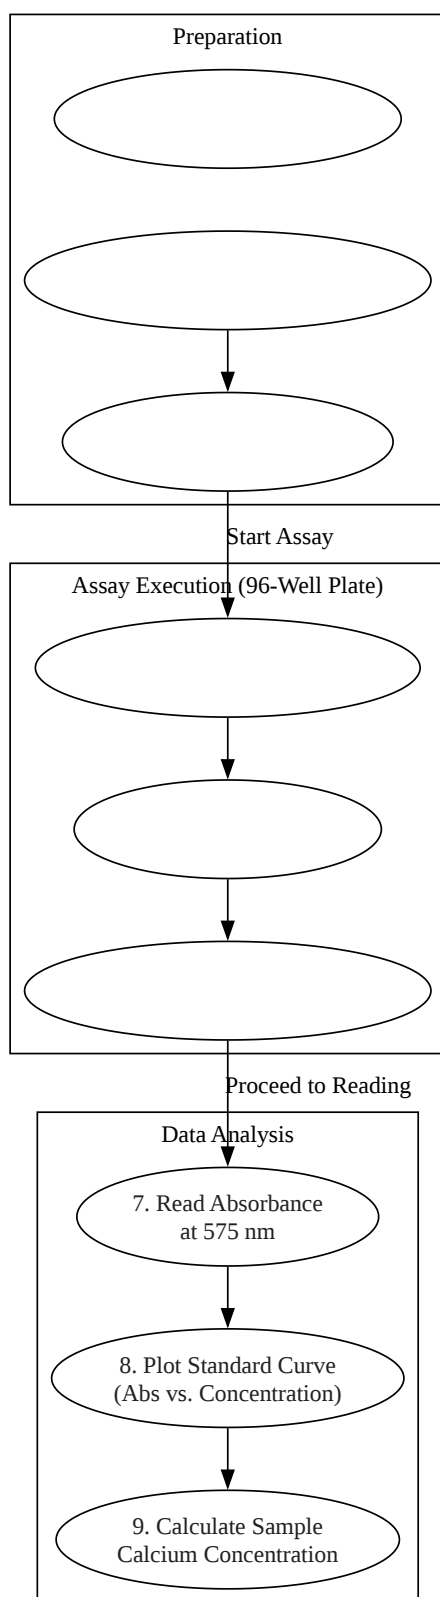 Preparation
Start Assay
Assay Execution (96-Well Plate)
Proceed to Reading
Data Analysis
7. Read Absorbance
at 575 nm
8. Plot Standard Curve
(Abs vs. Concentration)
9. Calculate Sample
Calcium Concentration